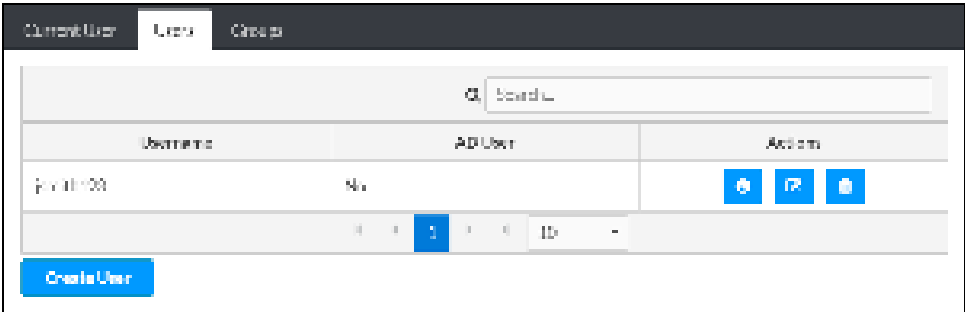 Current User Users Groups
Search...
Username AD User Actions
No
1 10
Create User